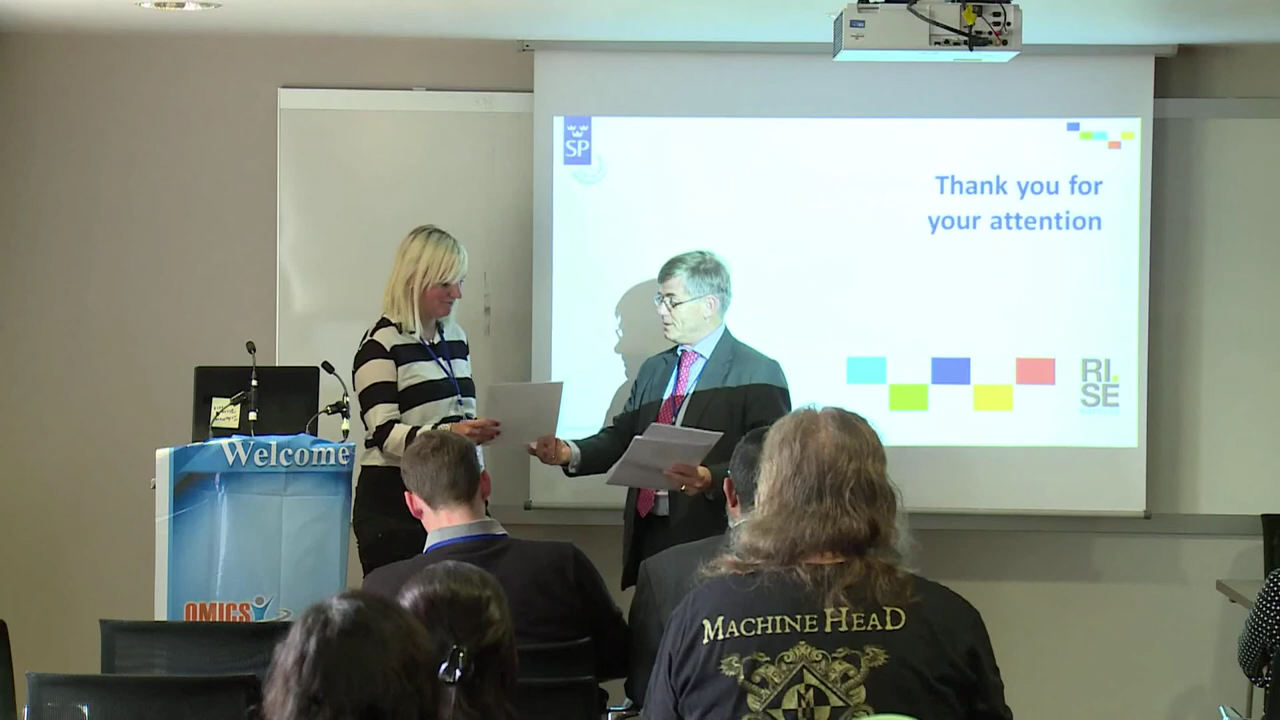 SP
Thank you for
your attention
RI.
SE
Welcome
OMICS
MACHINE HEAD